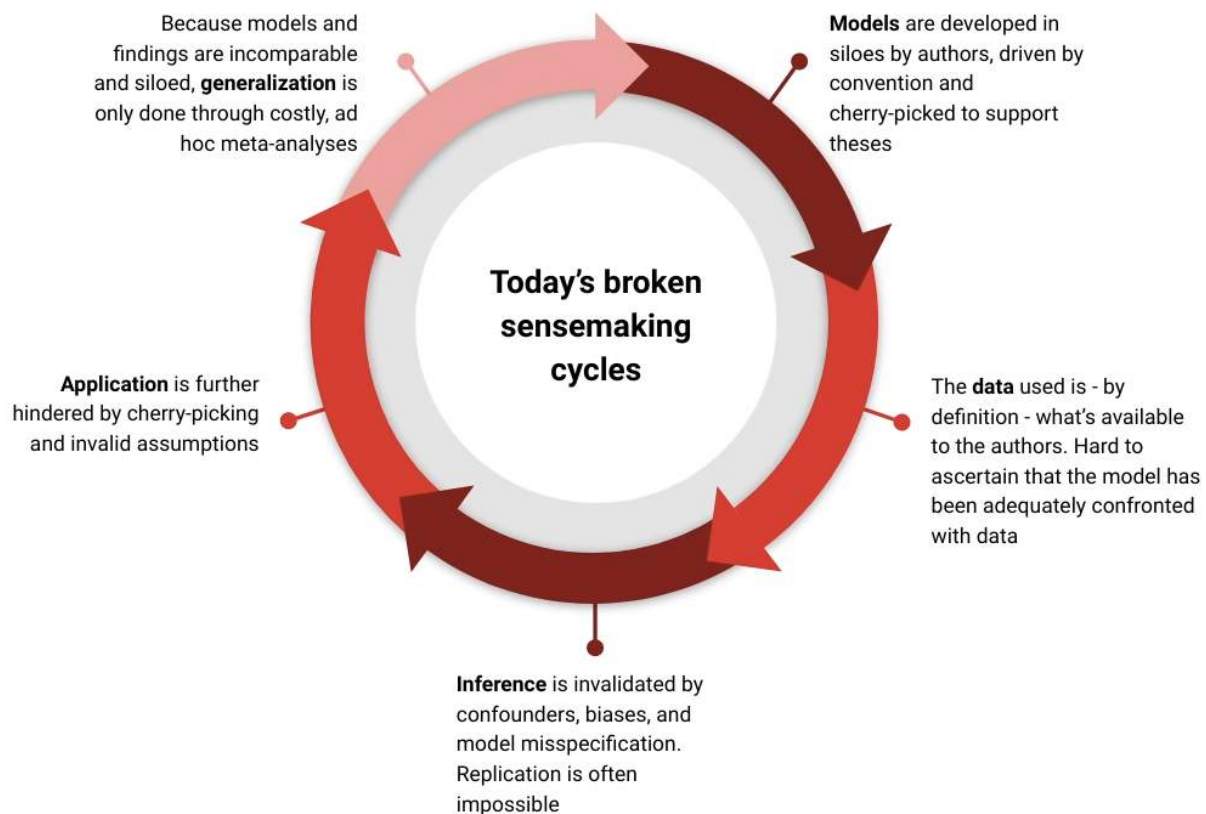 Because models and
findings are incomparable
and siloed, generalization is
only done through costly, ad
hoc meta-analyses
Models are developed in
siloes by authors, driven by
convention and
cherry-picked to support
theses
Today's broken
sensemaking
cycles
Application is further
hindered by cherry-picking
and invalid assumptions
The data used is - by
definition - what's available
to the authors. Hard to
ascertain that the model has
been adequately confronted
with data
Inference is invalidated by
confounders, biases, and
model misspecification.
Replication is often
impossible